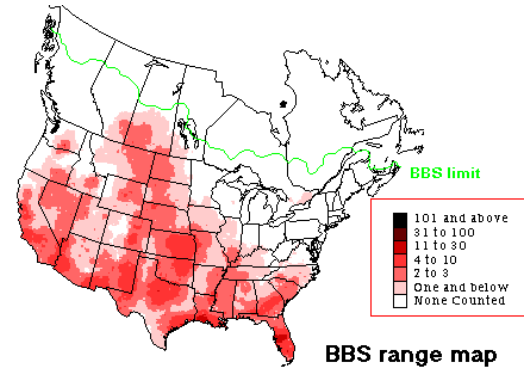 BBS limit
101 and above
31 to 100
11 to 30
4 to 10
2 to 3
One and below
None Counted
BBS range map